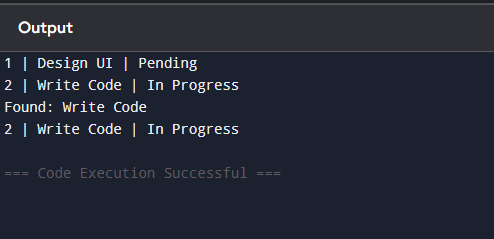 Output
1 | Design UI | Pending
2 | Write Code | In Progress
Found: Write Code
2 | Write Code | In Progress
=== Code Execution Successful ===